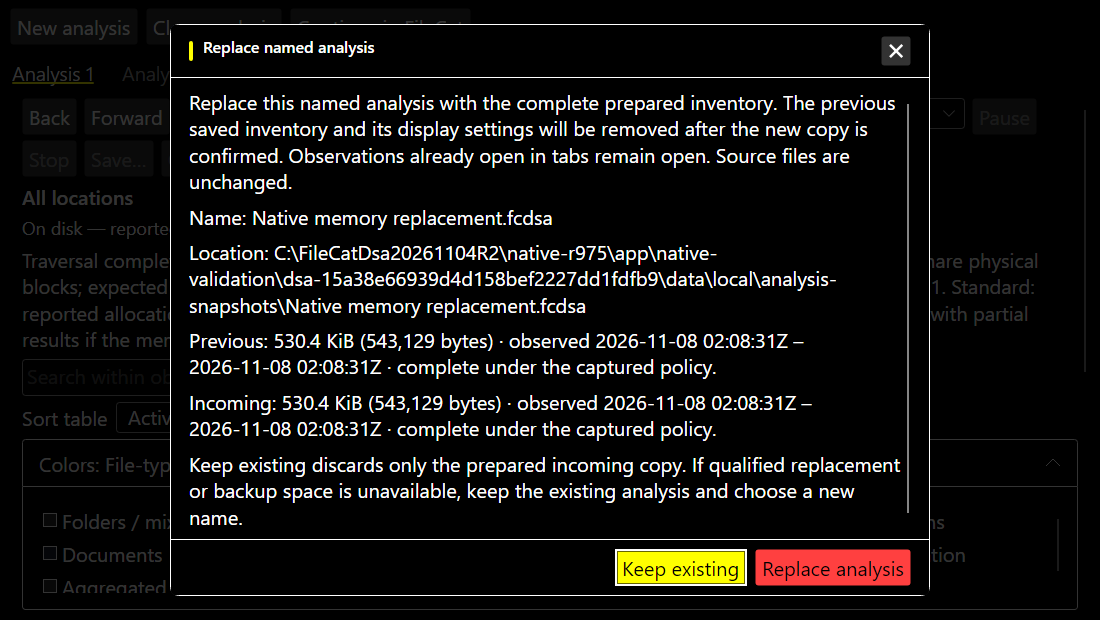 New analysis
Analysis 1
Replace named analysis
Replace this named analysis with the complete prepared inventory. The previous
saved inventory and its display settings will be removed after the new copy is
confirmed. Observations already open in tabs remain open. Source files are
unchanged.
Name: Native memory replacement.fcdsa
Location: C:\FileCatDsa20261104R2\native-r975\app\native-
validation\dsa-15a38e66939d4d158bef2227dd1fdfb9\data\local\analysis-
snapshots\Native memory replacement.fcdsa
Previous: 530.4 KiB (543,129 bytes) · observed 2026-11-08 02:08:31Z –
2026-11-08 02:08:31Z · complete under the captured policy.
Incoming: 530.4 KiB (543,129 bytes) · observed 2026-11-08 02:08:31Z –
2026-11-08 02:08:31Z · complete under the captured policy.
Keep existing discards only the prepared incoming copy. If qualified replacement
or backup space is unavailable, keep the existing analysis and choose a new
name.
Keep existing Replace analysis
Back Forward Pause
Stop Save...
All locations
On disk — reporte
Traversal comple physical
blocks; expected 1. Standard:
reported allocati with partial
results if the
Search within
Sort table
Colors:
Folders /
Documents
Aggregated